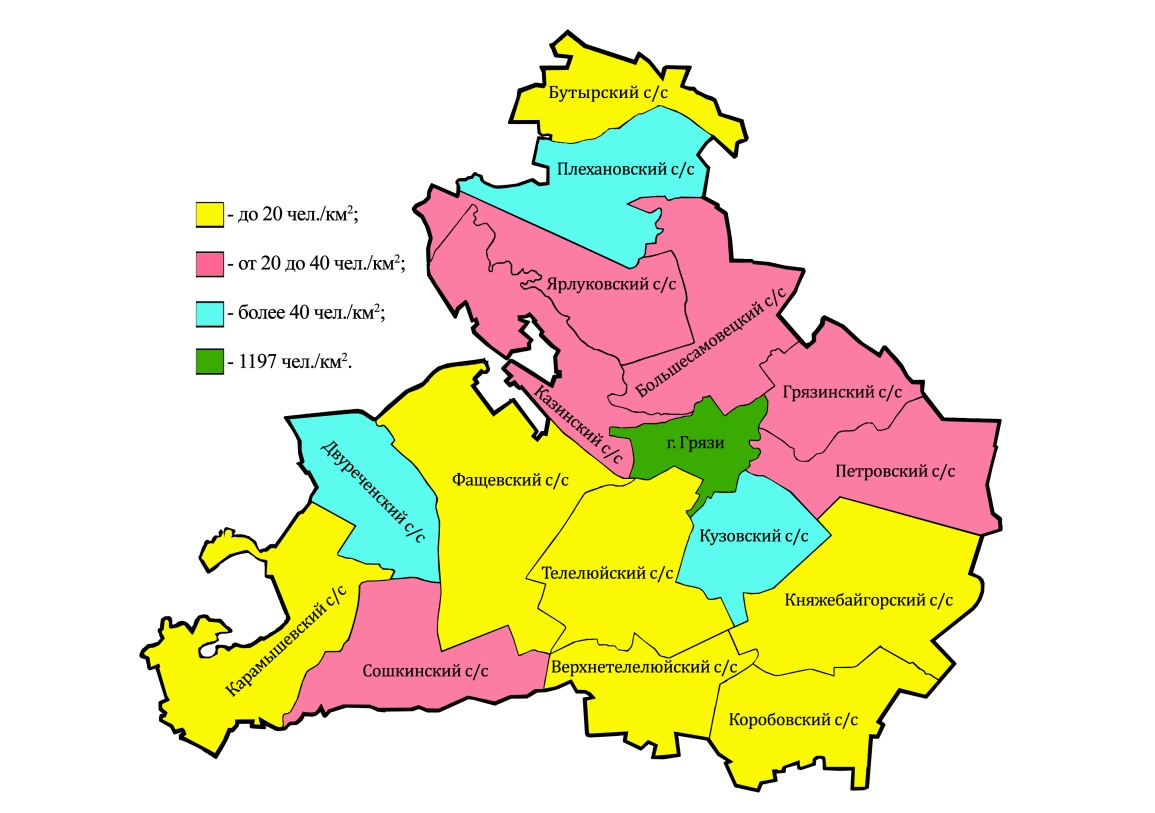 Бутырский с/с
Плехановский с/с
- до 20 чел./км²;
- от 20 до 40 чел./км²;
- более 40 чел./км²;
- 1197 чел./км².
Ярлуковский с/с
Большесамовецкий с/с
Грязинский с/с
Казинский с/с
г. Грязи
Петровский с/с
Двуреченский с/с
Фащевский с/с
Кузовский с/с
Телелюйский с/с
Княжебайгорский с/с
Карамышевский с/с
Сошкинский с/с
Верхнетелелюйский с/с
Коробовский с/с